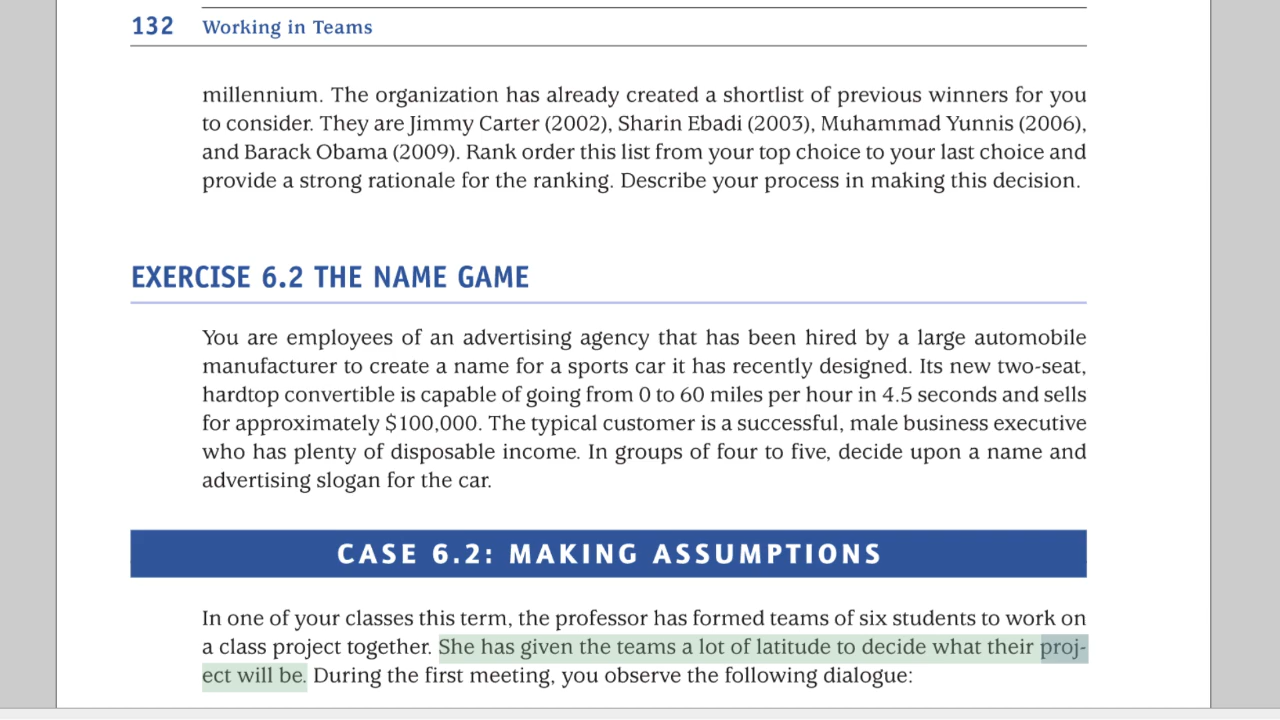 132 Working in Teams
millennium. The organization has already created a shortlist of previous winners for you
to consider. They are Jimmy Carter (2002), Sharin Ebadi (2003), Muhammad Yunnis (2006),
and Barack Obama (2009). Rank order this list from your top choice to your last choice and
provide a strong rationale for the ranking. Describe your process in making this decision.
EXERCISE 6.2 THE NAME GAME
You are employees of an advertising agency that has been hired by a large automobile
manufacturer to create a name for a sports car it has recently designed. Its new two-seat,
hardtop convertible is capable of going from 0 to 60 miles per hour in 4.5 seconds and sells
for approximately $100,000. The typical customer is a successful, male business executive
who has plenty of disposable income. In groups of four to five, decide upon a name and
advertising slogan for the car.
CASE 6.2: MAKING ASSUMPTIONS
In one of your classes this term, the professor has formed teams of six students to work on
a class project together. She has given the teams a lot of latitude to decide what their proj-
ect will be. During the first meeting, you observe the following dialogue: